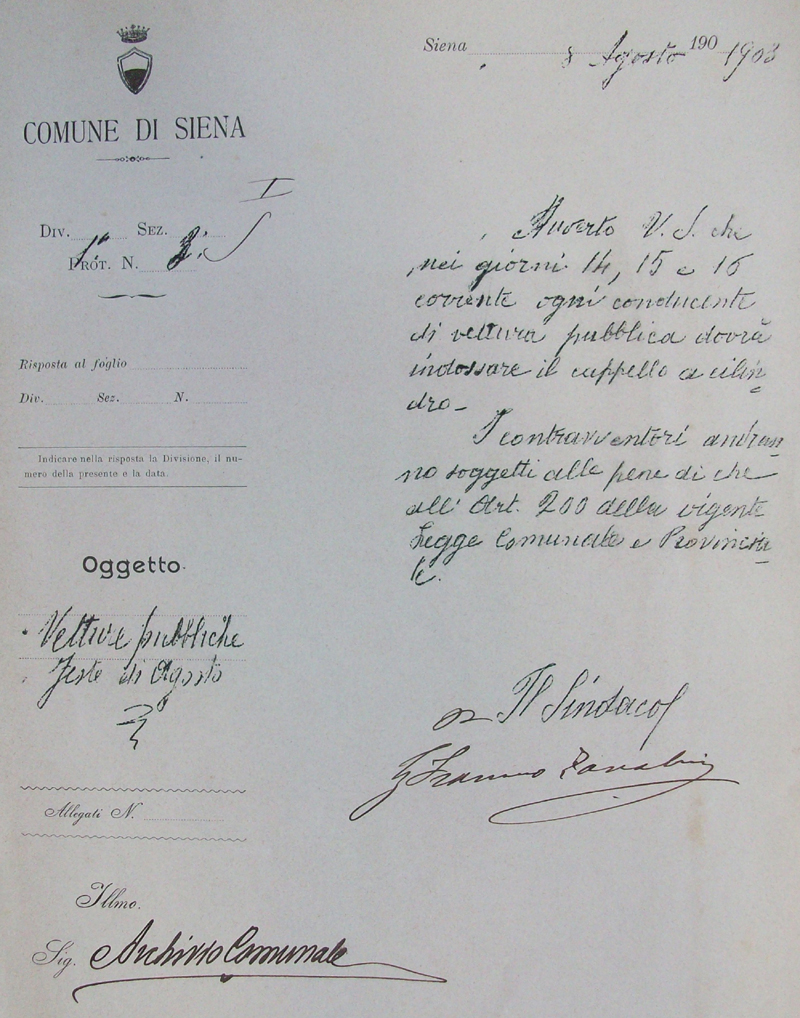 COMUNE DI SIENA
I
Div. 1ª Sez.
Prot. N.
Risposta al foglio
Div. Sez. N.
Indicare nella risposta la Divisione, il nu-
mero della presente e la data.
Oggetto
Vetture pubbliche
Feste di Agosto
Allegati N.
Illmo.
Sig. Archivio Comunale
Siena 8 Agosto 190 1903
Avverto V. S. che
nei giorni 14, 15 e 16
corrente ogni conducente
di vettura pubblica dovrà
indossare il cappello a cilin
dro -
I contravventori andran
no soggetti alle pene di che
all' Art. 200 della vigente
Legge Comunale e Provincia
le.
Il Sindaco